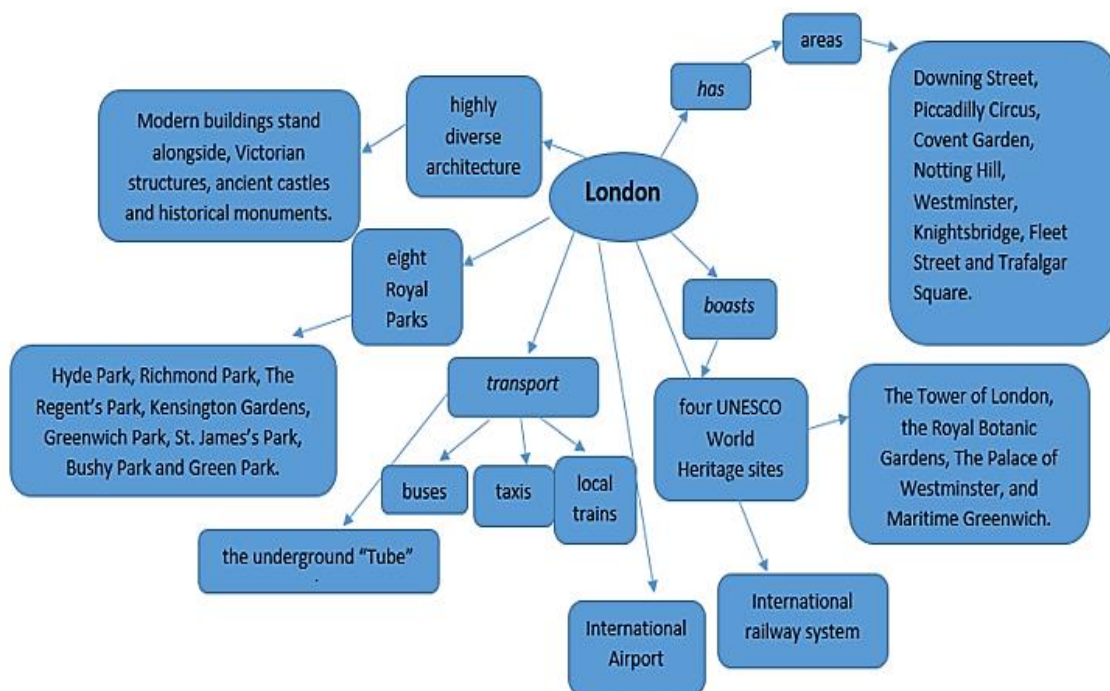 areas
has
Downing Street,
Piccadilly Circus,
Covent Garden,
Notting Hill,
Westminster,
Knightsbridge, Fleet
Street and Trafalgar
Square.
highly
diverse
architecture
Modern buildings stand
alongside, Victorian
structures, ancient castles
and historical monuments.
London
eight
Royal
Parks
boasts
Hyde Park, Richmond Park, The
Regent's Park, Kensington Gardens,
Greenwich Park, St. James's Park,
Bushy Park and Green Park.
transport
four UNESCO
World
Heritage sites
The Tower of London,
the Royal Botanic
Gardens, The Palace of
Westminster, and
Maritime Greenwich.
buses
taxis
local
trains
the underground “Tube”
.
International
Airport
International
railway system